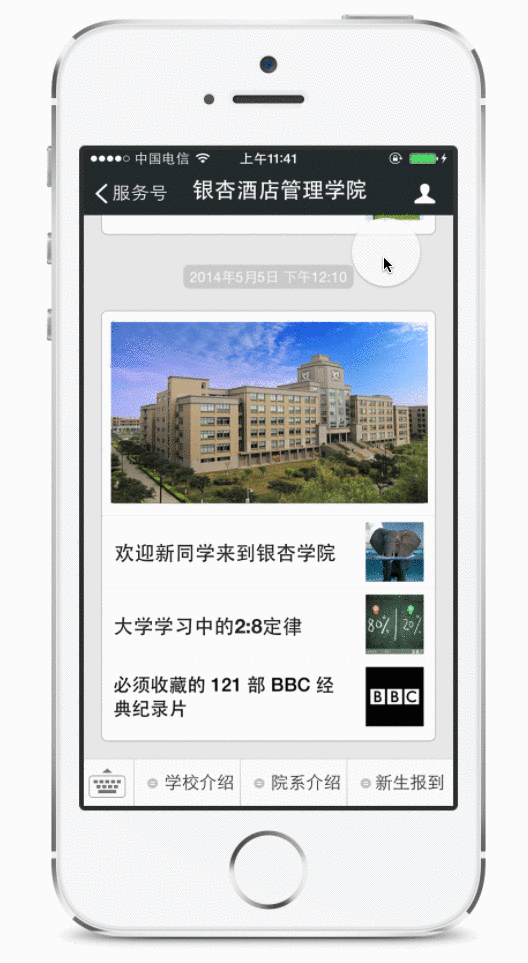 中国电信
上午11:41
服务号
银杏酒店管理学院
2014年5月5日 下午12:10
欢迎新同学来到银杏学院
大学学习中的2:8定律
80% 20%
必须收藏的 121 部 BBC 经
典纪录片
BBC
学校介绍
院系介绍
新生报到